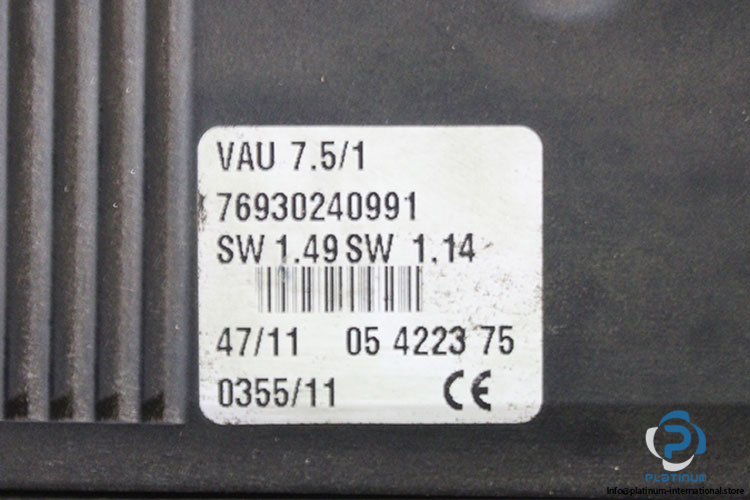 VAU 7.5/1
76930240991
SW 1.49 SW 1.14
47/11 05 4223 75
0355/11 CE
PLATINUM
info@platinum-international.store